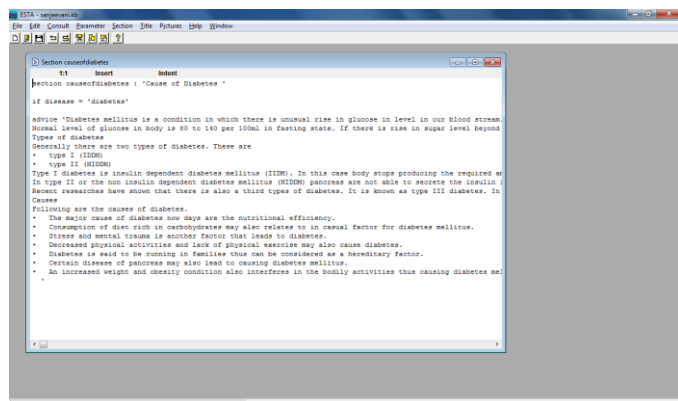 ESTA - sanjeevani.kb
File Edit Consult Parameter Section Title Pictures Help Window
Section causeofdiabetes
1:1 Insert Indent
section causeofdiabetes : 'Cause of Diabetes '
if disease = 'diabetes'
advice 'Diabetes mellitus is a condition in which there is unusual rise in glucose in level in our blood stream.
Normal level of glucose in body is 80 to 140 per 100ml in fasting state. If there is rise in sugar level beyond
Types of diabetes
Generally there are two types of diabetes. These are
• type I (IDDM)
• type II (NIDDM)
Type I diabetes is insulin dependent diabetes mellitus (IIDM). In this case body stops producing the required
In type II or the non insulin dependent diabetes mellitus (NIDDM) pancreas are not able to secrete the insulin
Recent researches have shown that there is also a third types of diabetes. It is known as type III diabetes. In
Causes
Following are the causes of diabetes.
• The major cause of diabetes now days are the nutritional efficiency.
• Consumption of diet rich in carbohydrates may also relates to in casual factor for diabetes mellitus.
• Stress and mental trauma is another factor that leads to diabetes.
• Decreased physical activities and lack of physical exercise may also cause diabetes.
• Diabetes is said to be running in families thus can be considered as a hereditary factor.
• Certain disease of pancreas may also lead to causing diabetes mellitus.
• An increased weight and obesity condition also interferes in the bodily activities thus causing diabetes mel
'